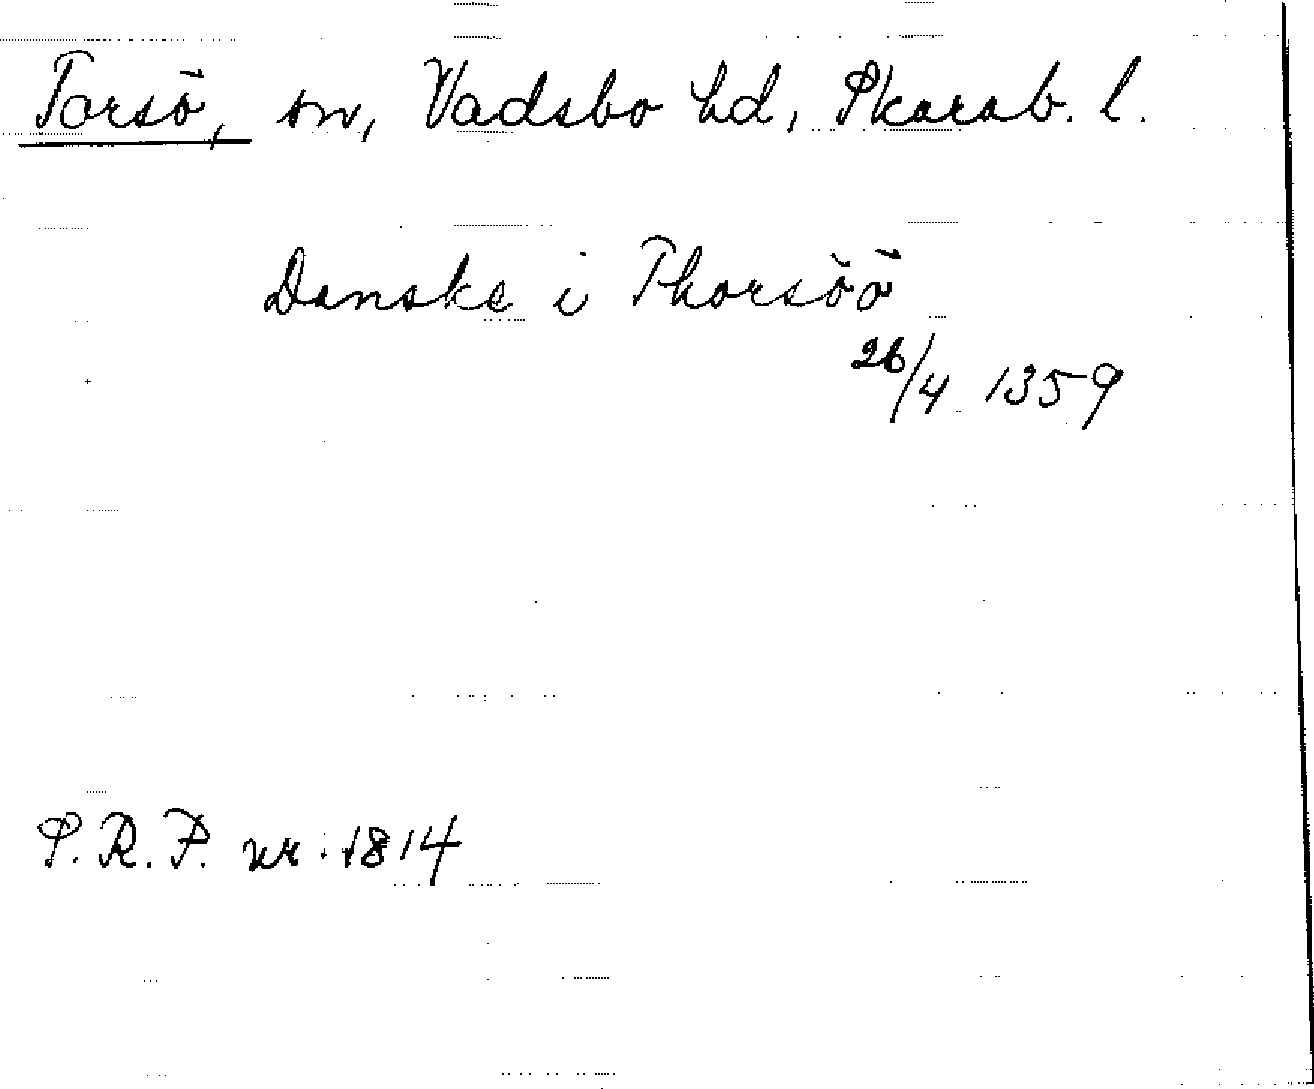 Torsö, sn, Vadsbo hd, Skarab. l.
Danske i Thorsöö
26/4 1359
S.R.P. nr: 1814